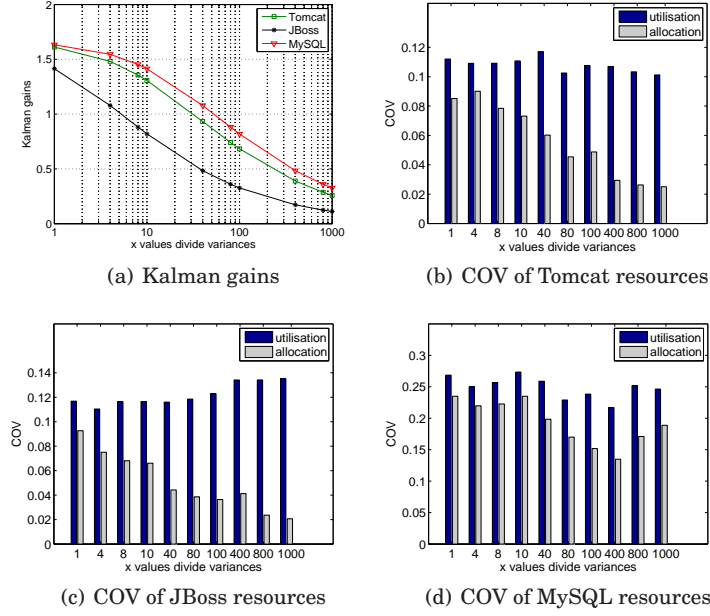 2
1.5
1
0.5
0
Kalman gains
Tomcat
JBoss
MySQL
1 10 100 1000
x values divide variances
(a) Kalman gains
utilisation
allocation
0.12
0.1
0.08
0.06
0.04
0.02
0
COV
1 4 8 10 40 80 100 400 800 1000
x values divide variances
(b) COV of Tomcat resources
utilisation
allocation
0.14
0.12
0.1
0.08
0.06
0.04
0.02
0
COV
1 4 8 10 40 80 100 400 800 1000
x values divide variances
(c) COV of JBoss resources
utilisation
allocation
0.3
0.25
0.2
0.15
0.1
0.05
0
COV
1 4 8 10 40 80 100 400 800 1000
x values divide variances
(d) COV of MySQL resources